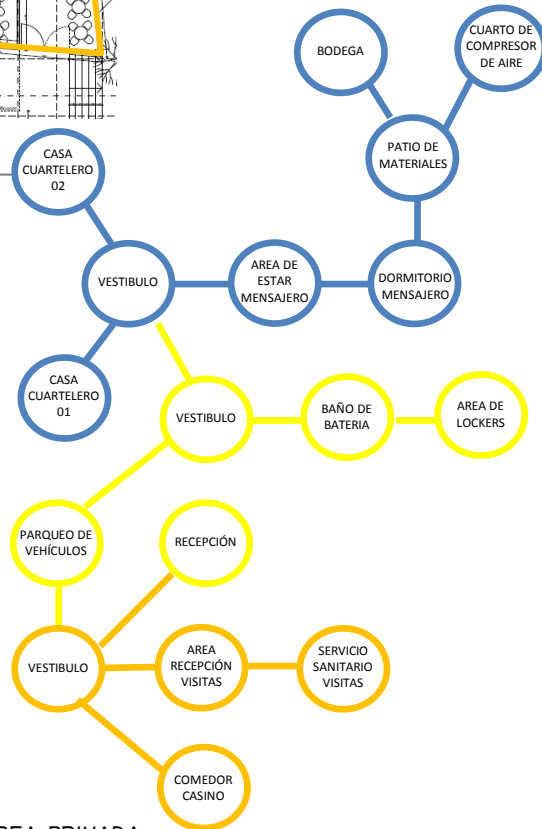 BODEGA
CUARTO DE
COMPRESOR
DE AIRE
CASA
CUARTELERO
02
PATIO DE
MATERIALES
VESTIBULO
AREA DE
ESTAR
MENSAJERO
DORMITORIO
MENSAJERO
CASA
CUARTELERO
01
VESTIBULO
BAÑO DE
BATERIA
AREA DE
LOCKERS
PARQUEO DE
VEHÍCULOS
RECEPCIÓN
VESTIBULO
AREA
RECEPCIÓN
VISITAS
SERVICIO
SANITARIO
VISITAS
COMEDOR
CASINO
PRIVADA